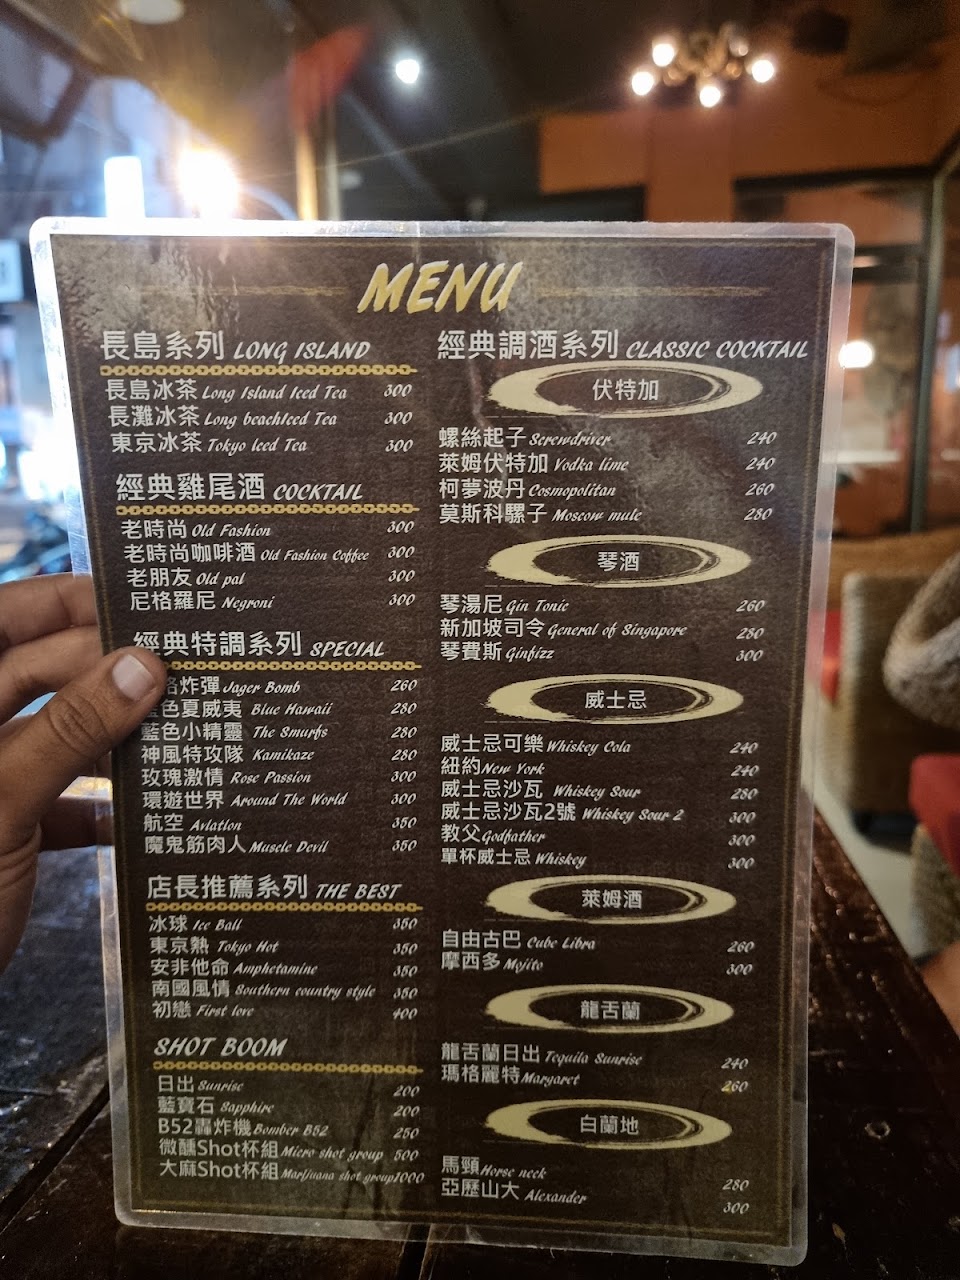 MENU
長島系列 LONG ISLAND
長島冰茶 Long Island Iced Tea 300
長灘冰茶 Long beachIced Tea 300
東京冰茶 Tokyo Iced Tea 300
經典雞尾酒 COCKTAIL
老時尚 Old Fashion 300
老時尚咖啡酒 Old Fashion Coffee 300
老朋友 Old pal 300
尼格羅尼 Negroni 300
經典特調系列 SPECIAL
炸彈 Jager Bomb 260
色夏威夷 Blue Hawaii 280
藍色小精靈 The Smurfs 280
神風特攻隊 Kamikaze 280
玫瑰激情 Rose Passion 300
環遊世界 Around The World 300
航空 Aviation 350
魔鬼筋肉人 Muscle Devil 350
店長推薦系列 THE BEST
冰球 Ice Ball 350
東京熱 Tokyo Hot 350
安非他命 Amphetamine 350
南國風情 Southern country style 350
初戀 First love 400
SHOT BOOM
日出 Sunrise 200
藍寶石 Sapphire 200
B52轟炸機 Bomber B52 250
微醺Shot杯組 Micro shot group 500
大麻Shot杯組 Marijuana shot group 1000
經典調酒系列 CLASSIC COCKTAIL
伏特加
螺絲起子 Screwdriver 240
萊姆伏特加 Vodka lime 240
柯夢波丹 Cosmopolitan 260
莫斯科騾子 Moscow mule 280
琴酒
琴湯尼 Gin Tonic 260
新加坡司令 General of Singapore 280
琴費斯 Ginfizz 300
威士忌
威士忌可樂 Whiskey Cola 240
紐約 New York 240
威士忌沙瓦 Whiskey Sour 280
威士忌沙瓦2號 Whiskey Sour 2 300
教父 Godfather 300
單杯威士忌 Whiskey 300
萊姆酒
自由古巴 Cube Libra 260
摩西多 Mojito 300
龍舌蘭
龍舌蘭日出 Tequila Sunrise 240
瑪格麗特 Margaret 260
白蘭地
馬頸 Horse neck 280
亞歷山大 Alexander 300